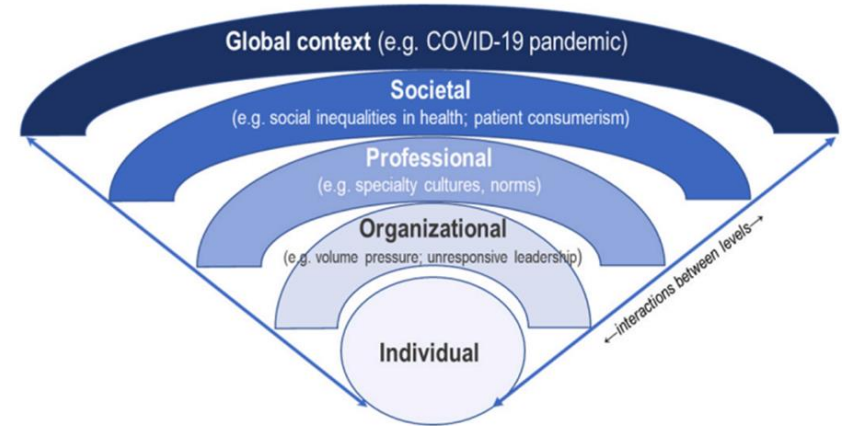 Global context (e.g. COVID-19 pandemic)
Societal
(e.g. social inequalities in health; patient consumerism)
Professional
(e.g. specialty cultures, norms)
Organizational
(e.g. volume pressure; unresponsive leadership)
←interactions between levels→
Individual